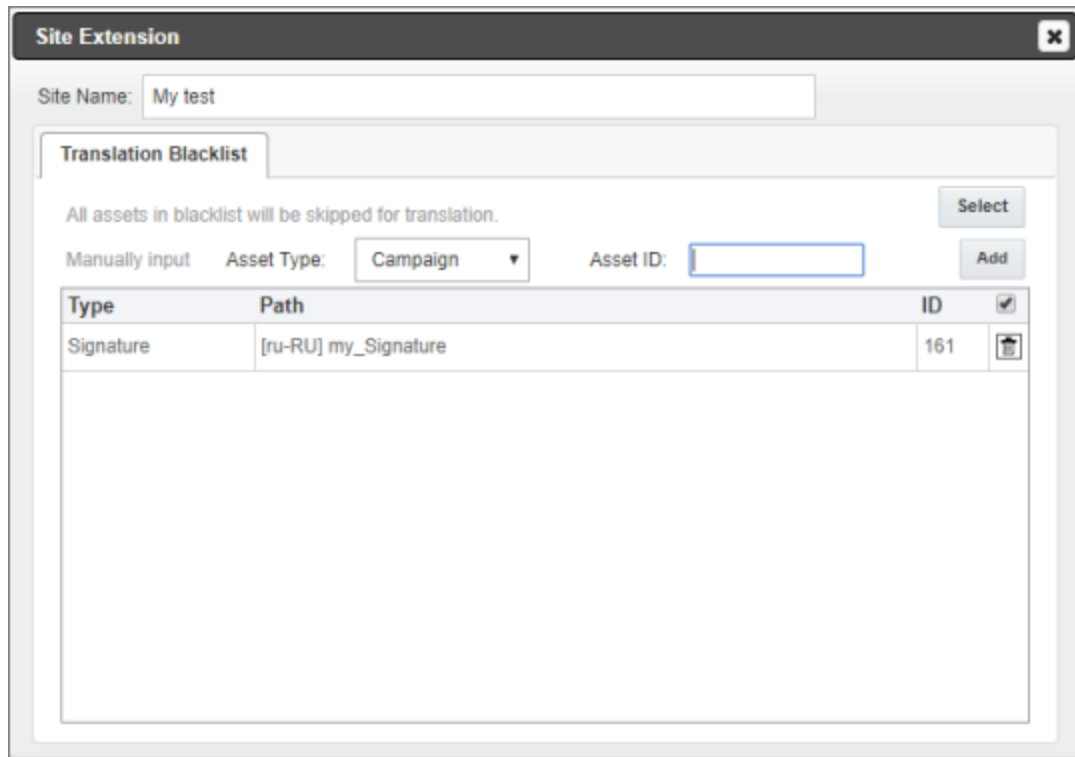 Site Extension
Site Name: My test
Translation Blacklist
All assets in blacklist will be skipped for translation. Select
Manually input Asset Type: Campaign Asset ID: Add
Type Path ID
Signature [ru-RU] my_Signature 161